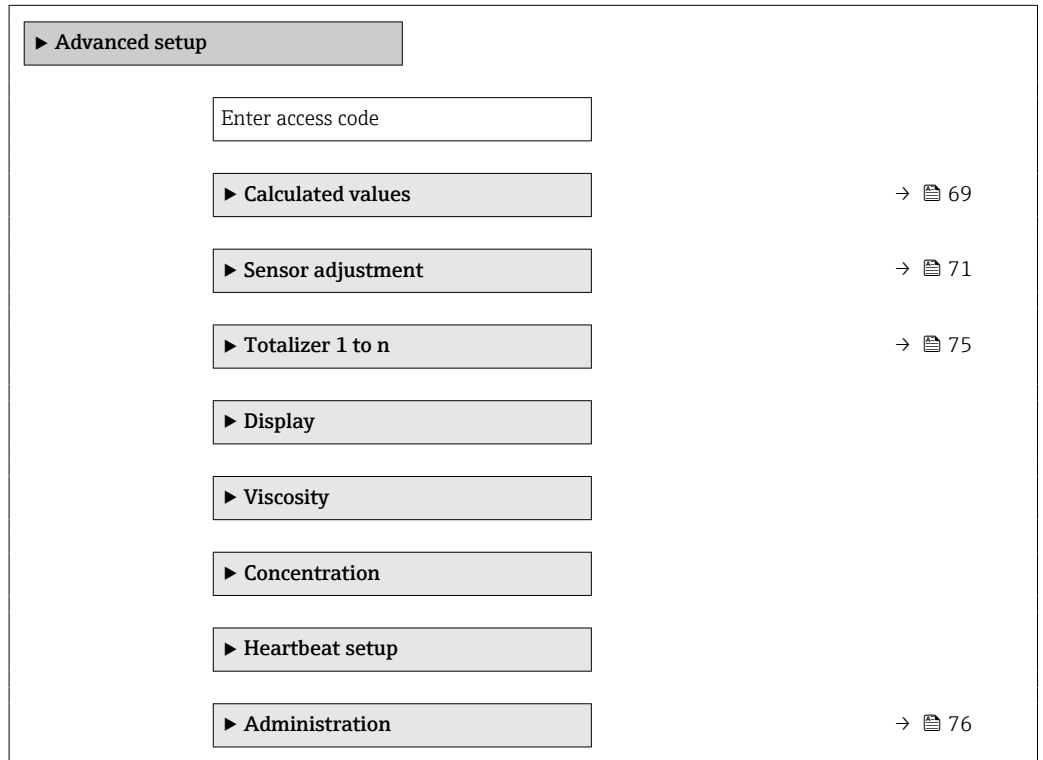 ▶ Advanced setup
Enter access code
▶ Calculated values → 69
▶ Sensor adjustment → 71
▶ Totalizer 1 to n → 75
▶ Display
▶ Viscosity
▶ Concentration
▶ Heartbeat setup
▶ Administration → 76